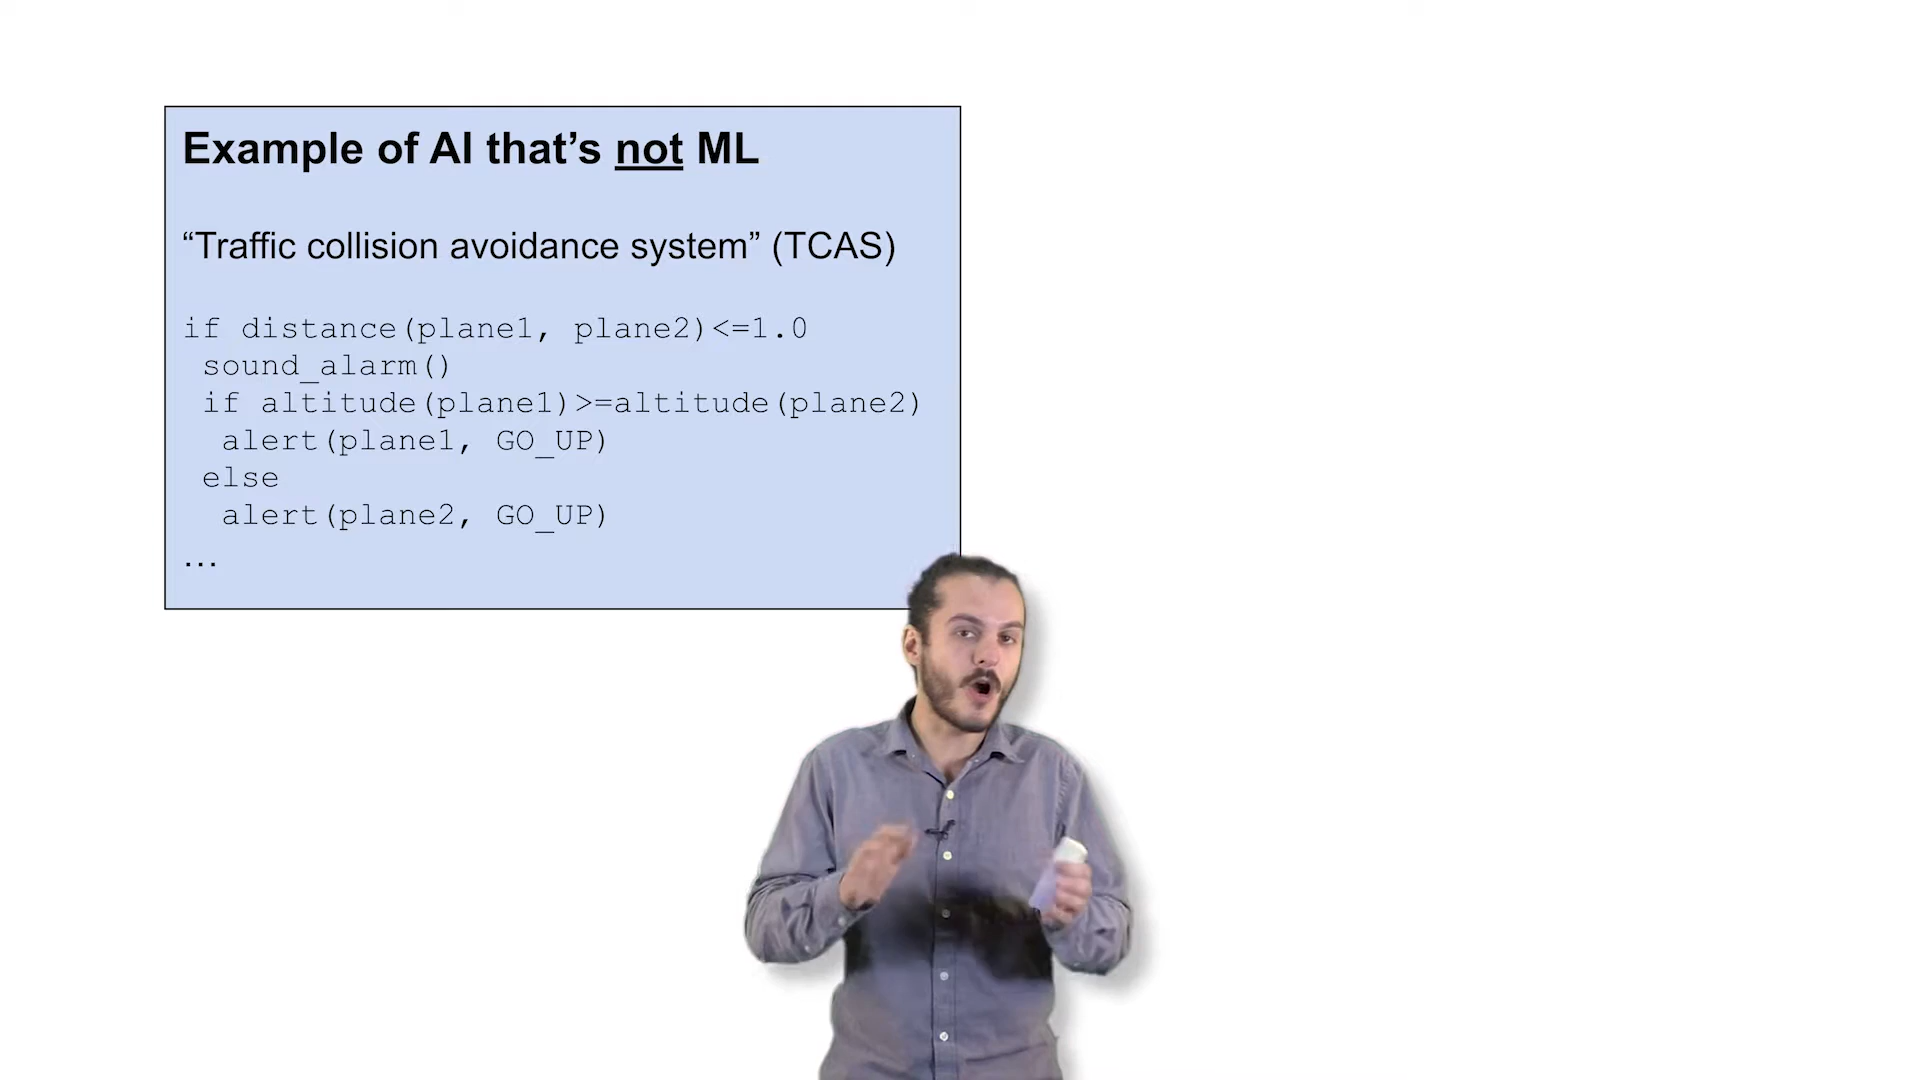 Example of AI that’s not ML
“Traffic collision avoidance system” (TCAS)
if distance(plane1, plane2)<=1.0
sound_alarm()
if altitude(plane1)>=altitude(plane2)
alert(plane1, GO_UP)
else
alert(plane2, GO_UP)
…